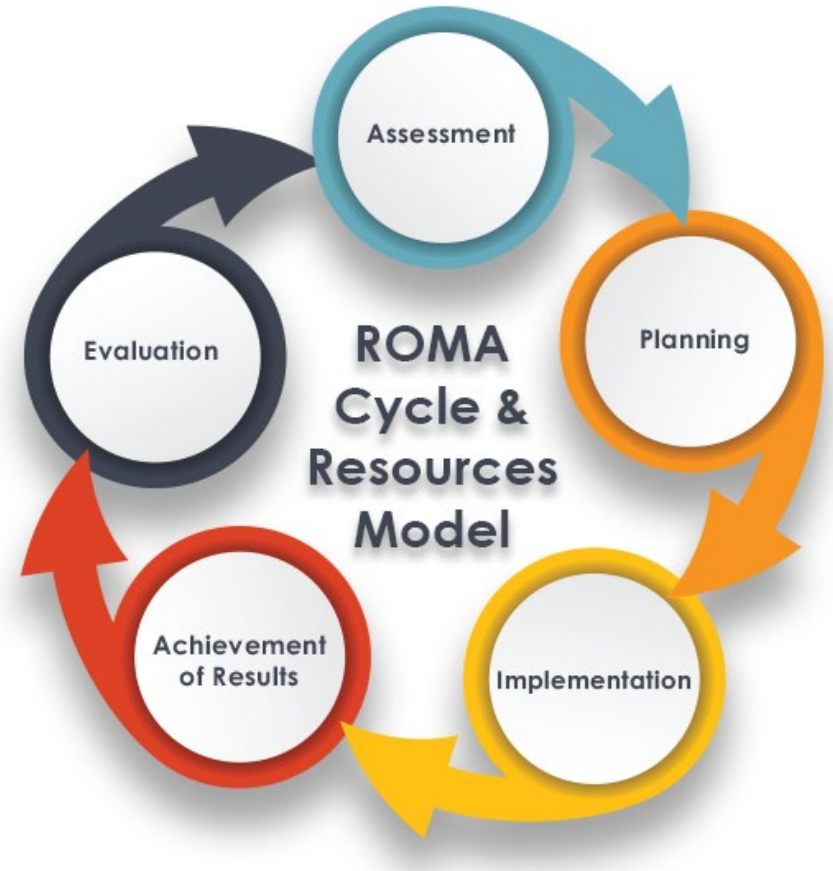 Assessment
Planning
Implementation
Achievement
of Results
Evaluation
ROMA
Cycle &
Resources
Model